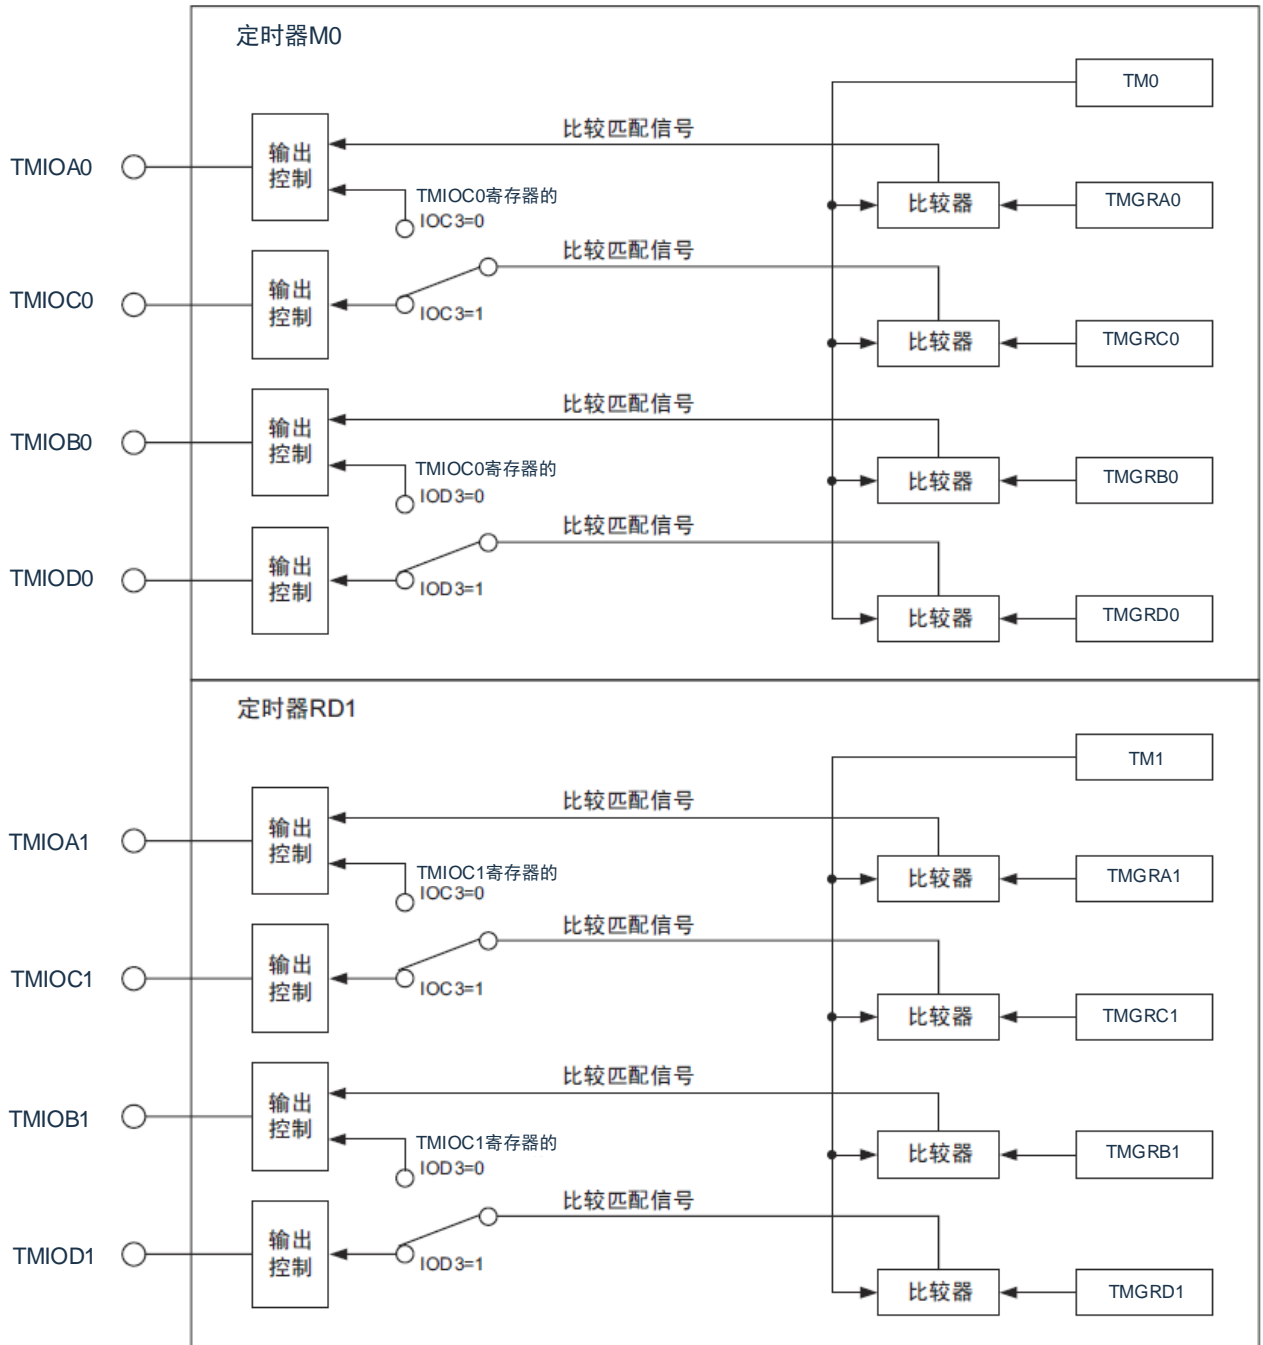 定时器M0
TM0
比较匹配信号
TMIOA0
输出
控制
TMIOC0寄存器的
IOC3=0
比较器
TMGRA0
比较匹配信号
TMIOC0
输出
控制
IOC3=1
比较器
TMGRC0
比较匹配信号
TMIOB0
输出
控制
TMIOC0寄存器的
IOD3=0
比较器
TMGRB0
比较匹配信号
TMIOD0
输出
控制
IOD3=1
比较器
TMGRD0
定时器RD1
TM1
比较匹配信号
TMIOA1
输出
控制
TMIOC1寄存器的
IOC3=0
比较器
TMGRA1
比较匹配信号
TMIOC1
输出
控制
IOC3=1
比较器
TMGRC1
比较匹配信号
TMIOB1
输出
控制
TMIOC1寄存器的
IOD3=0
比较器
TMGRB1
比较匹配信号
TMIOD1
输出
控制
IOD3=1
比较器
TMGRD1